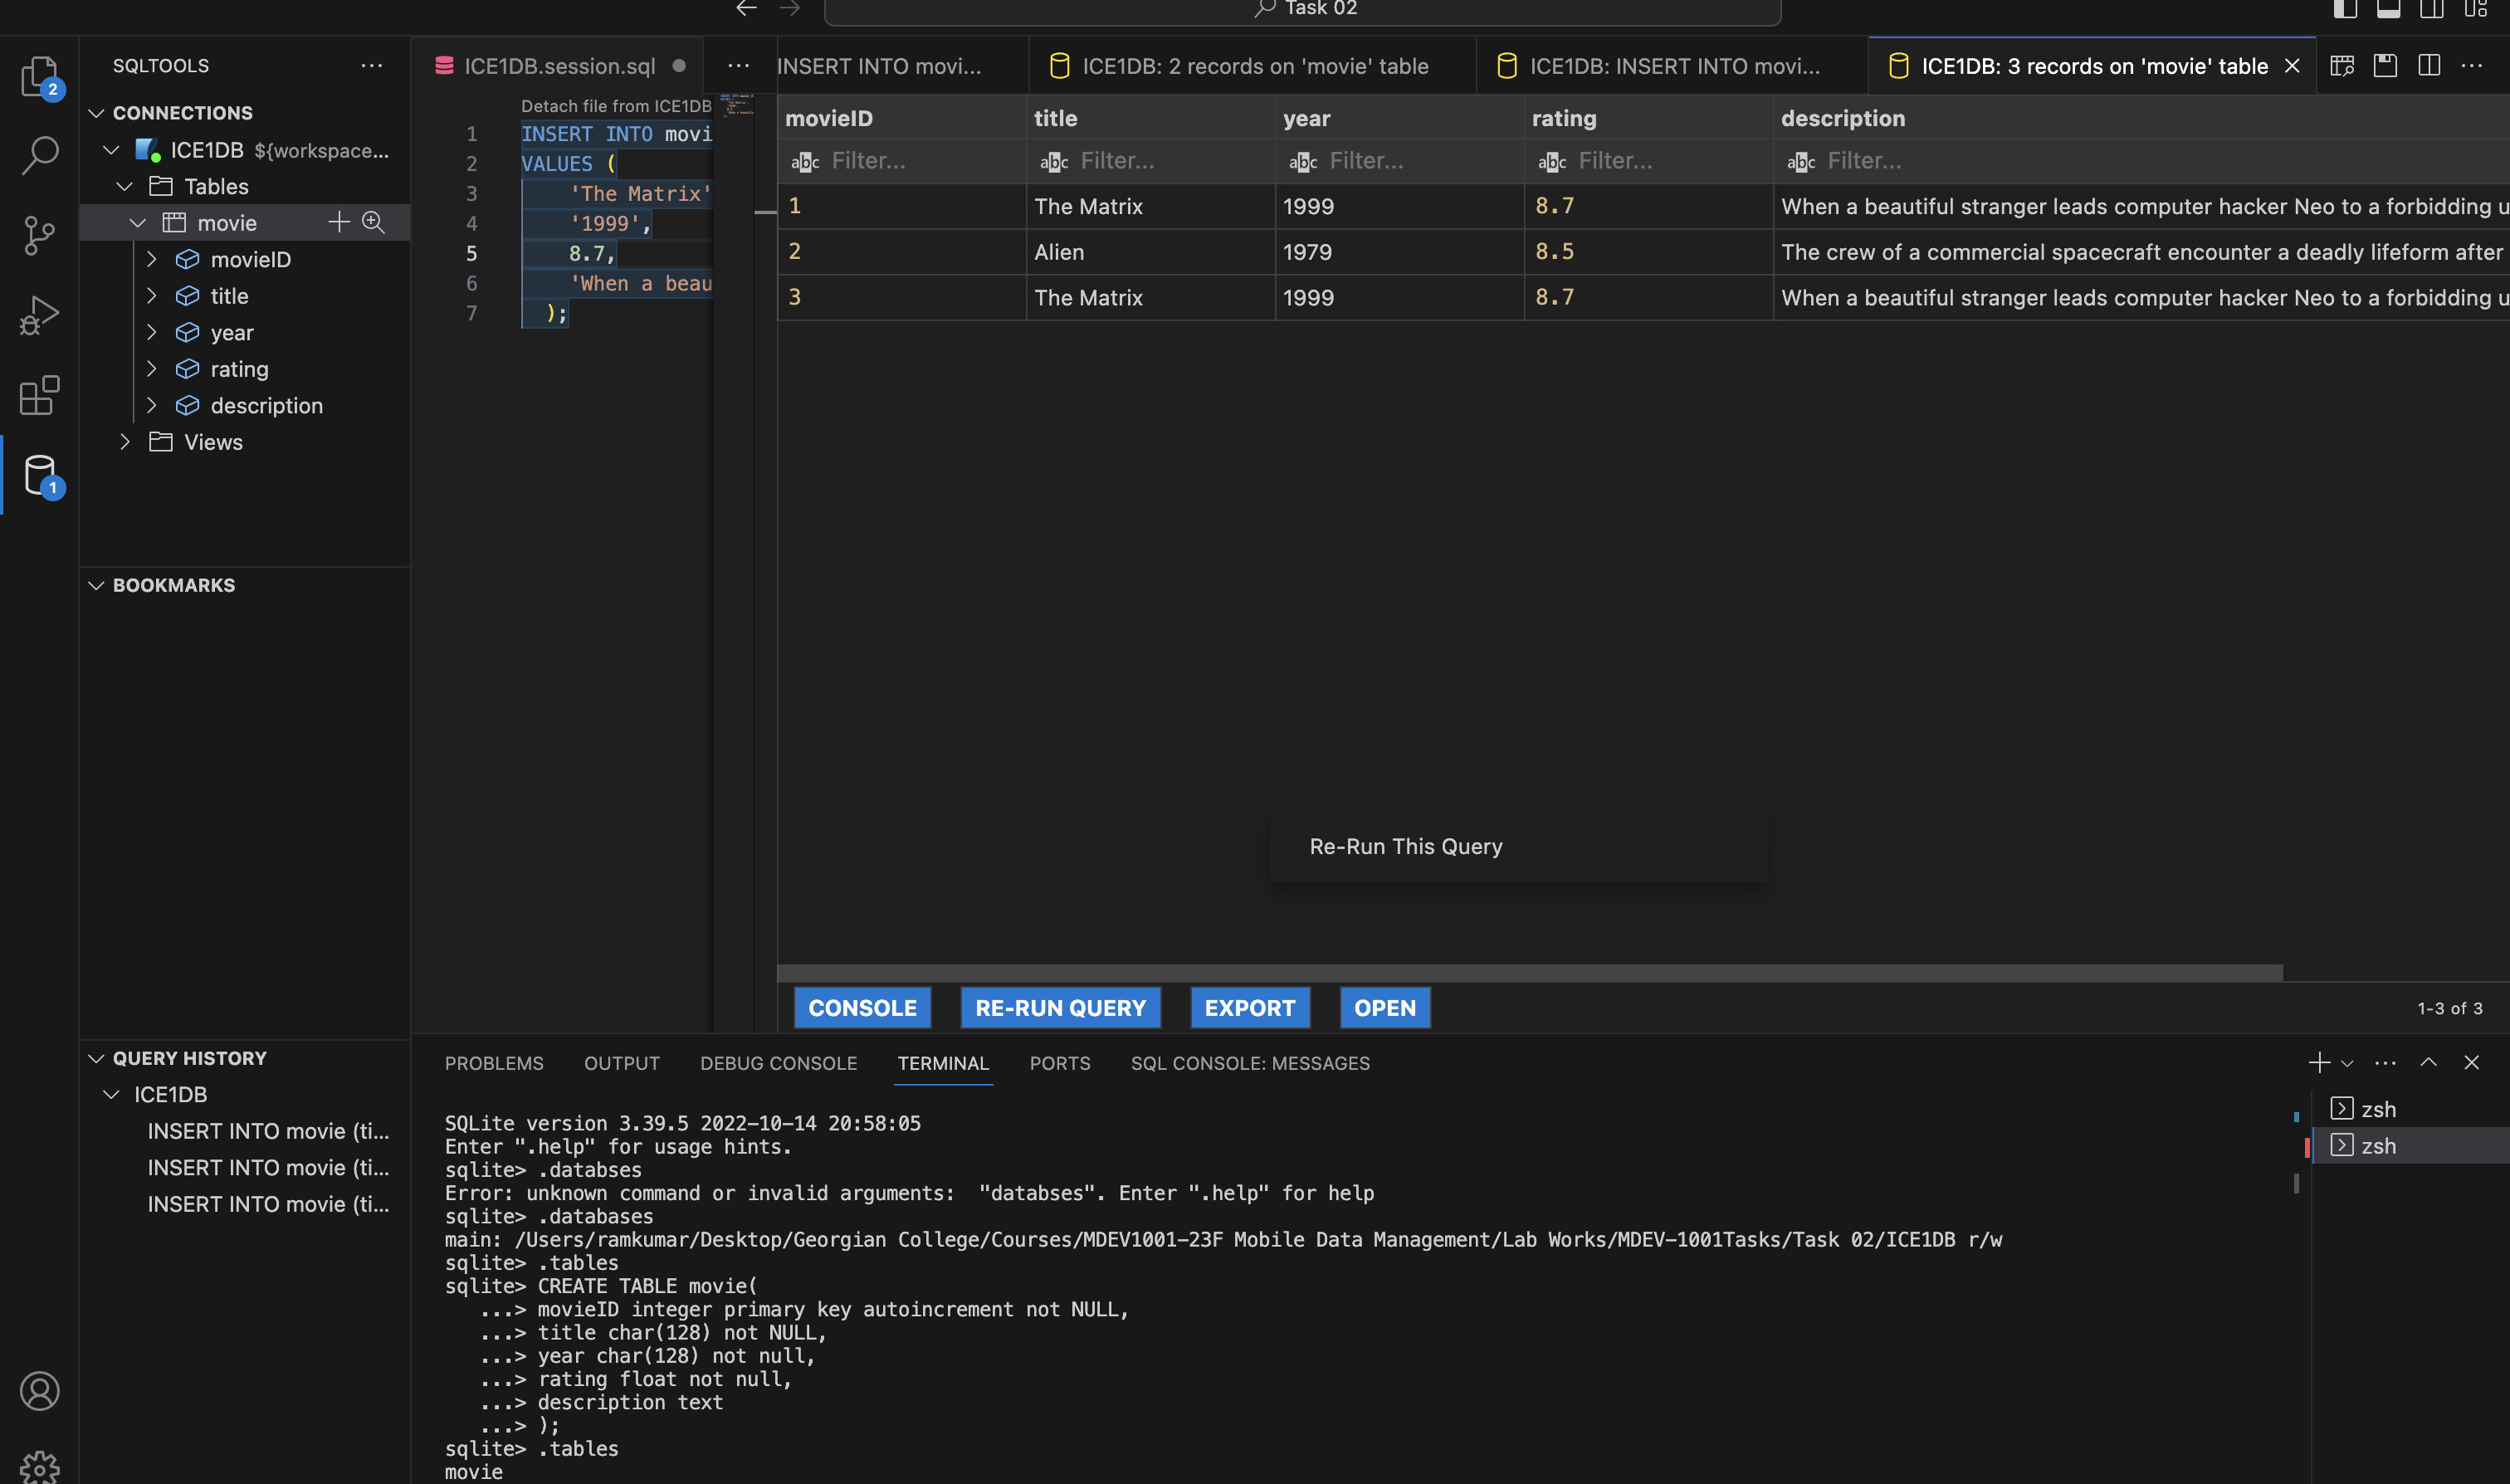 Task 02
SQLTOOLS
CONNECTIONS
ICE1DB ${workspace...
Tables
movie
movieID
title
year
rating
description
Views
BOOKMARKS
QUERY HISTORY
ICE1DB
INSERT INTO movie (ti...
INSERT INTO movie (ti...
INSERT INTO movie (ti...
2
1
ICE1DB.session.sql
Detach file from ICE1DB
1 INSERT INTO movi
2 VALUES (
3 'The Matrix'
4 '1999',
5 8.7,
6 'When a beau
7 );
INSERT INTO movi...
ICE1DB: 2 records on 'movie' table
ICE1DB: INSERT INTO movi...
ICE1DB: 3 records on 'movie' table
movieID title year rating description
abc Filter... abc Filter... abc Filter... abc Filter... abc Filter...
1 The Matrix 1999 8.7 When a beautiful stranger leads computer hacker Neo to a forbidding u
2 Alien 1979 8.5 The crew of a commercial spacecraft encounter a deadly lifeform after
3 The Matrix 1999 8.7 When a beautiful stranger leads computer hacker Neo to a forbidding u
Re-Run This Query
CONSOLE RE-RUN QUERY EXPORT OPEN
1-3 of 3
PROBLEMS OUTPUT DEBUG CONSOLE TERMINAL PORTS SQL CONSOLE: MESSAGES
SQLite version 3.39.5 2022-10-14 20:58:05
Enter ".help" for usage hints.
sqlite> .databses
Error: unknown command or invalid arguments:  "databses". Enter ".help" for help
sqlite> .databases
main: /Users/ramkumar/Desktop/Georgian College/Courses/MDEV1001-23F Mobile Data Management/Lab Works/MDEV-1001Tasks/Task 02/ICE1DB r/w
sqlite> .tables
sqlite> CREATE TABLE movie(
...> movieID integer primary key autoincrement not NULL,
...> title char(128) not NULL,
...> year char(128) not null,
...> rating float not null,
...> description text
...> );
sqlite> .tables
movie
zsh
zsh